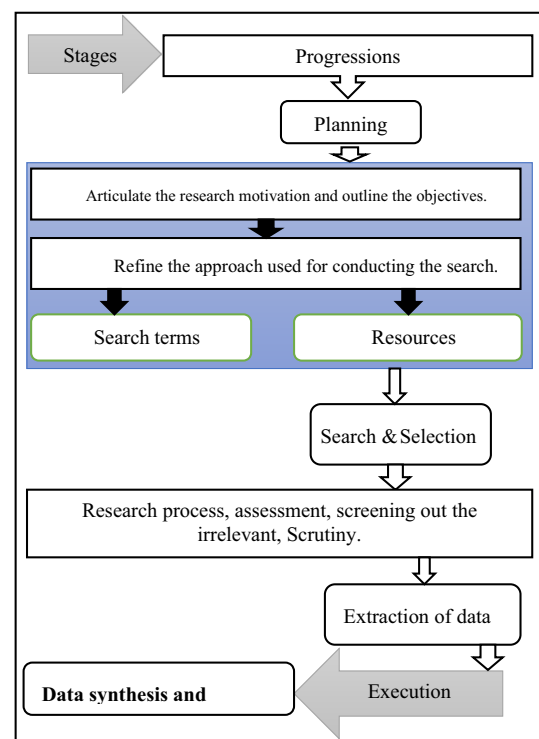 Stages
Progressions
Planning
Articulate the research motivation and outline the objectives.
Refine the approach used for conducting the search.
Search terms
Resources
Search & Selection
Research process, assessment, screening out the
irrelevant, Scrutiny.
Extraction of data
Data synthesis and
Execution